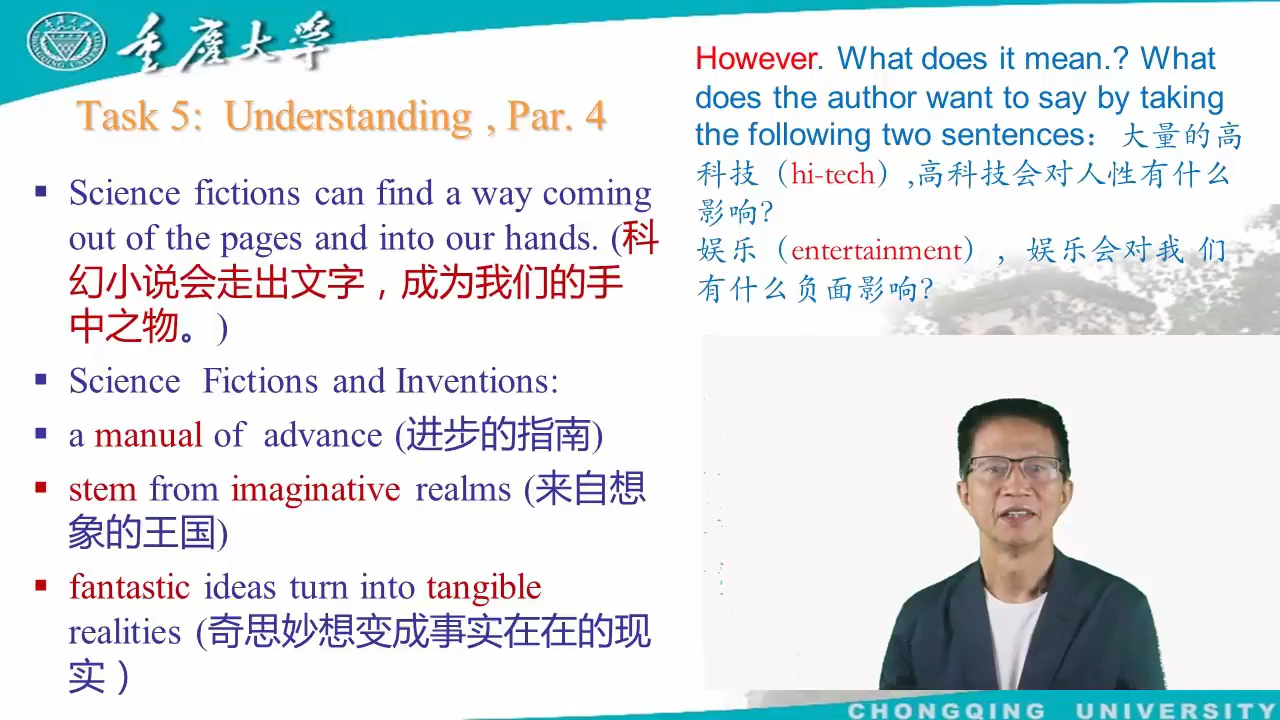 重庆大学
Task 5: Understanding , Par. 4
▪ Science fictions can find a way coming
out of the pages and into our hands. (科
幻小说会走出文字，成为我们的手
中之物。)
▪ Science Fictions and Inventions:
▪ a manual of advance (进步的指南)
▪ stem from imaginative realms (来自想
象的王国)
▪ fantastic ideas turn into tangible
realities (奇思妙想变成事实在在的现
实）
However. What does it mean.? What
does the author want to say by taking
the following two sentences： 大量的高
科技（hi-tech）,高科技会对人性有什么
影响?
娱乐（entertainment），娱乐会对我 们
有什么负面影响?
CHONGQING UNIVERSITY